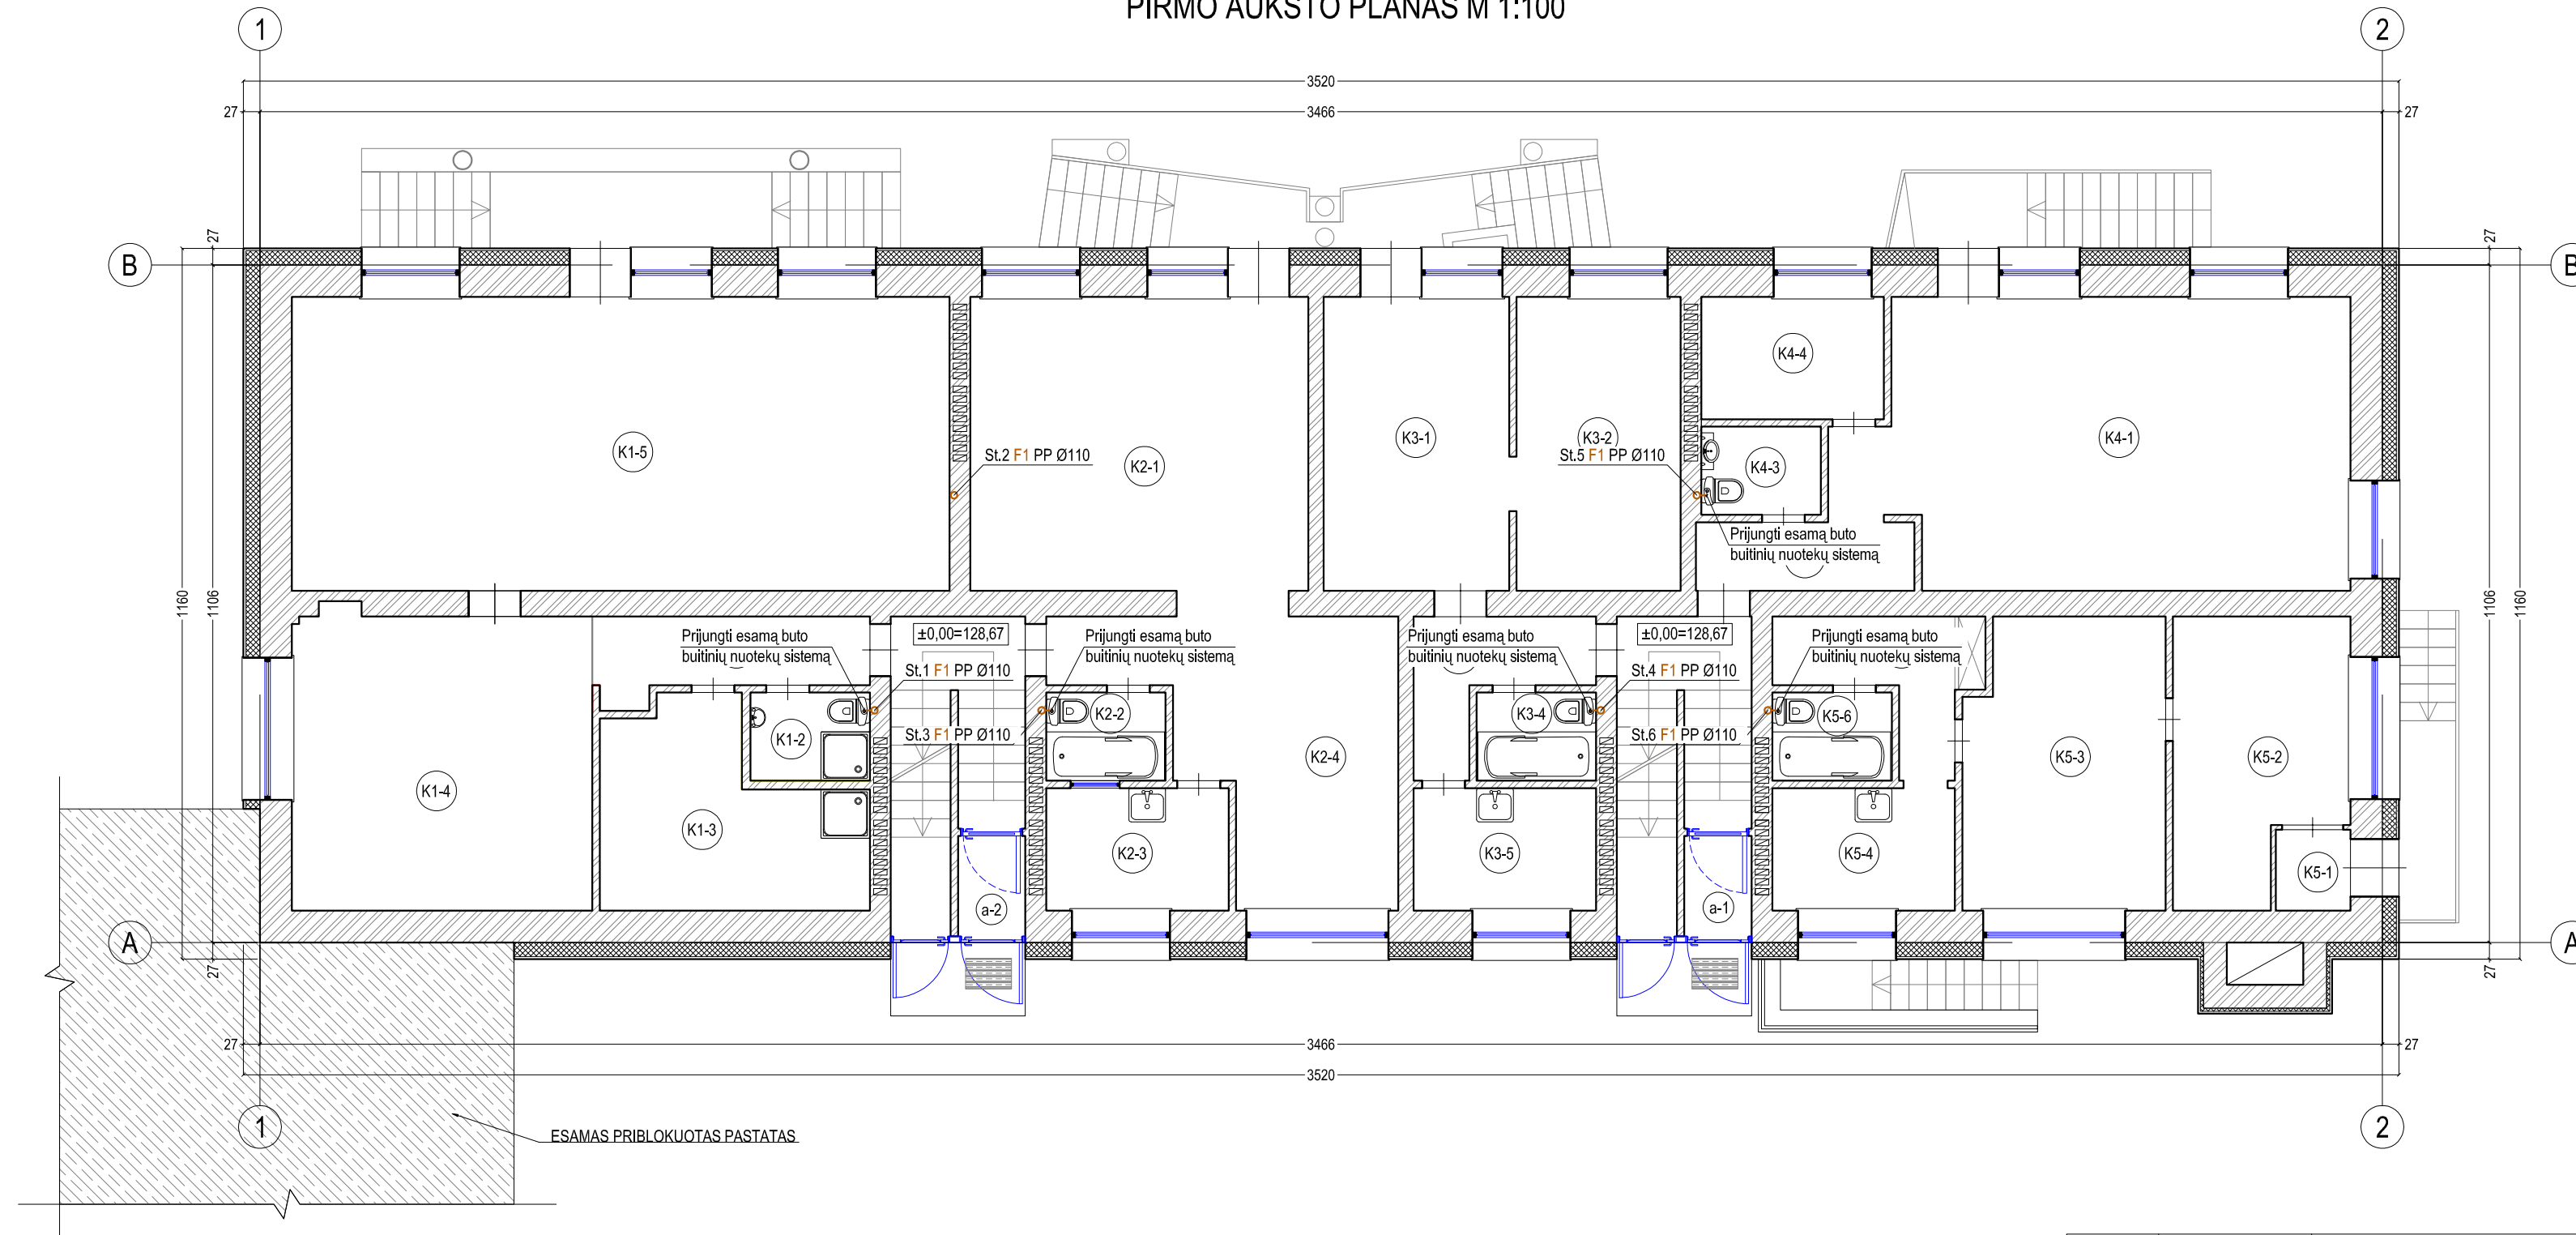 PIRMO AUKŠTO PLANAS M 1:100
1
2
3520
27
3466
27
27
27
B
B
K4-4
K3-1
K3-2
K4-1
K1-5
St.2 F1 PP Ø110
K2-1
St.5 F1 PP Ø110
K4-3
Prijungti esamą buto
buitinių nuotekų sistemą
1160
1106
1106
1160
Prijungti esamą buto
buitinių nuotekų sistemą
±0,00=128,67
Prijungti esamą buto
buitinių nuotekų sistemą
Prijungti esamą buto
buitinių nuotekų sistemą
±0,00=128,67
Prijungti esamą buto
buitinių nuotekų sistemą
St.1 F1 PP Ø110
St.4 F1 PP Ø110
K2-2
K3-4
K5-6
K1-2
St.3 F1 PP Ø110
St.6 F1 PP Ø110
K2-4
K5-3
K5-2
K1-4
K1-3
K2-3
K3-5
K5-4
K5-1
a-2
a-1
A
A
27
27
27
3466
27
3520
1
2
ESAMAS PRIBLOKUOTAS PASTATAS